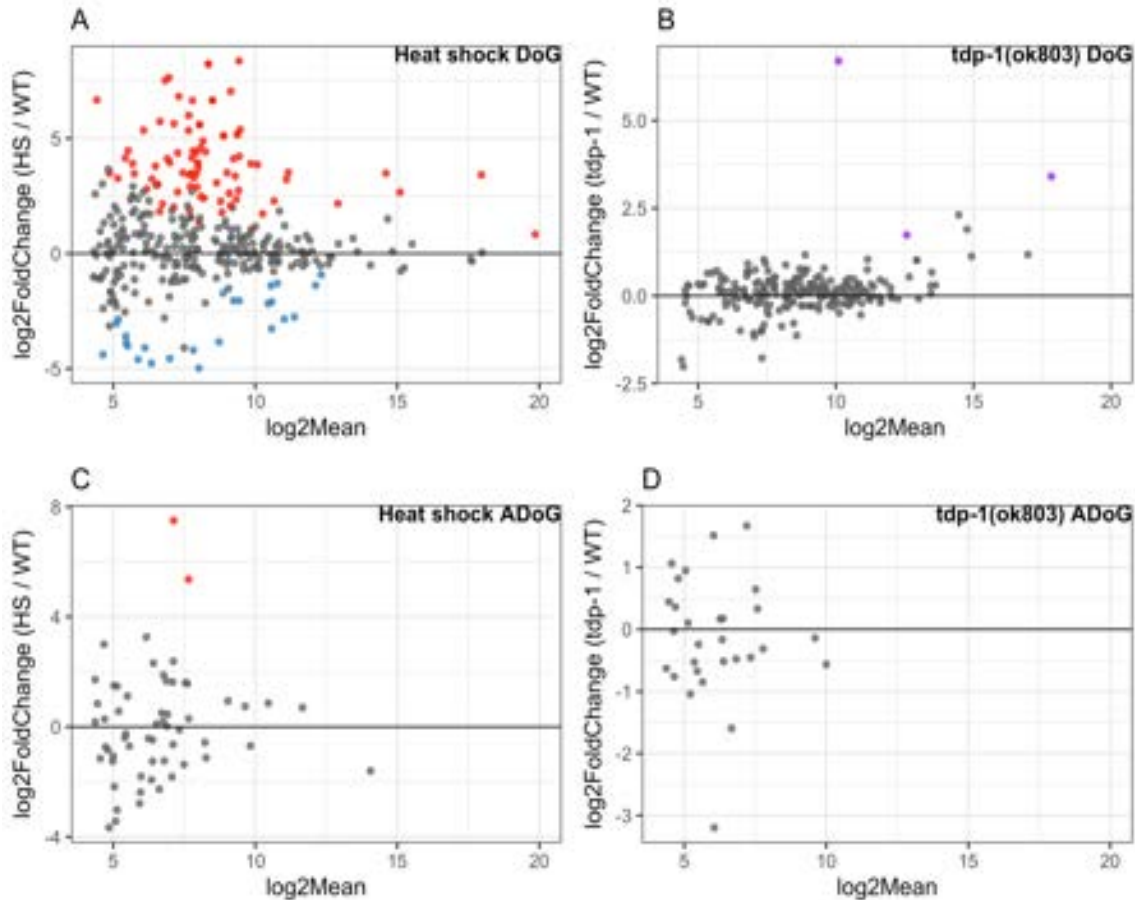 A
Heat shock DoG
log2FoldChange (HS / WT)
5
0
-5
5
10
15
20
log2Mean
B
tdp-1(ok803) DoG
log2FoldChange (tdp-1 / WT)
5.0
2.5
0.0
-2.5
5
10
15
20
log2Mean
C
Heat shock ADoG
log2FoldChange (HS / WT)
8
4
0
-4
5
10
15
20
log2Mean
D
tdp-1(ok803) ADoG
log2FoldChange (tdp-1 / WT)
2
1
0
-1
-2
-3
5
10
15
20
log2Mean